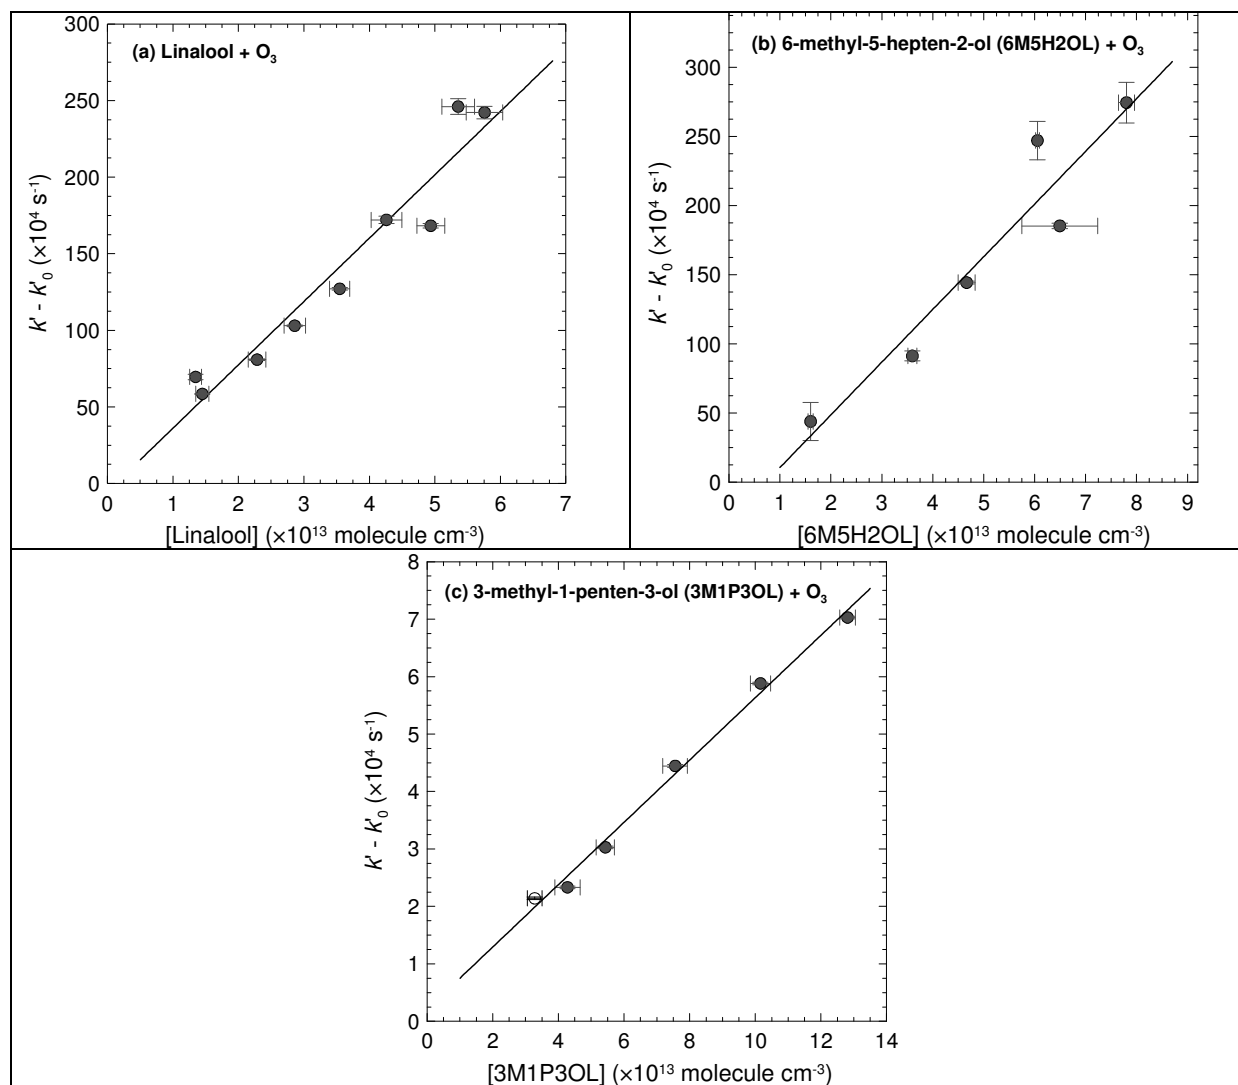 (a) Linalool + O₃
k' - k'₀ (×10⁴ s⁻¹)
300
250
200
150
100
50
0
0 1 2 3 4 5 6 7
[Linalool] (×10¹³ molecule cm⁻³)
(b) 6-methyl-5-hepten-2-ol (6M5H2OL) + O₃
k' - k'₀ (×10⁴ s⁻¹)
300
250
200
150
100
50
0
0 1 2 3 4 5 6 7 8 9
[6M5H2OL] (×10¹³ molecule cm⁻³)
(c) 3-methyl-1-penten-3-ol (3M1P3OL) + O₃
k' - k'₀ (×10⁴ s⁻¹)
8
7
6
5
4
3
2
1
0
0 2 4 6 8 10 12 14
[3M1P3OL] (×10¹³ molecule cm⁻³)